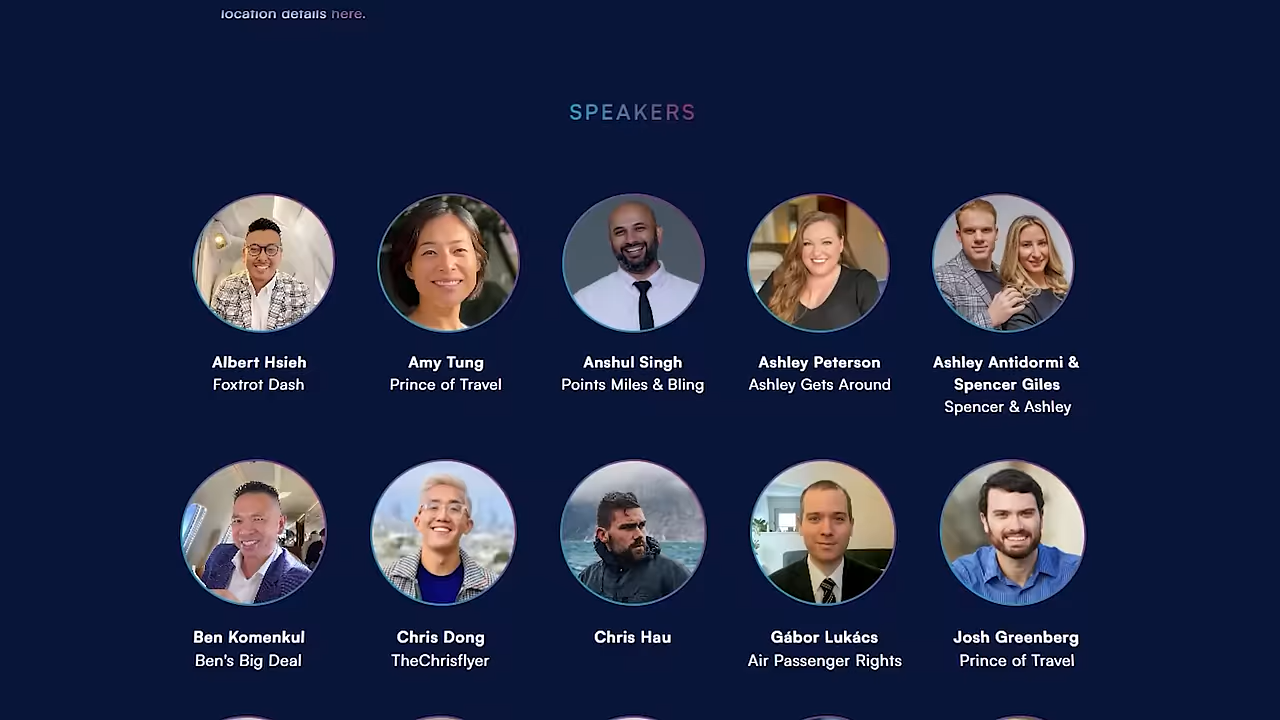 location details here.
SPEAKERS
Albert Hsieh
Foxtrot Dash
Amy Tung
Prince of Travel
Anshul Singh
Points Miles & Bling
Ashley Peterson
Ashley Gets Around
Ashley Antidormi &
Spencer Giles
Spencer & Ashley
Ben Komenkul
Ben's Big Deal
Chris Dong
TheChrisflyer
Chris Hau
Gábor Lukács
Air Passenger Rights
Josh Greenberg
Prince of Travel